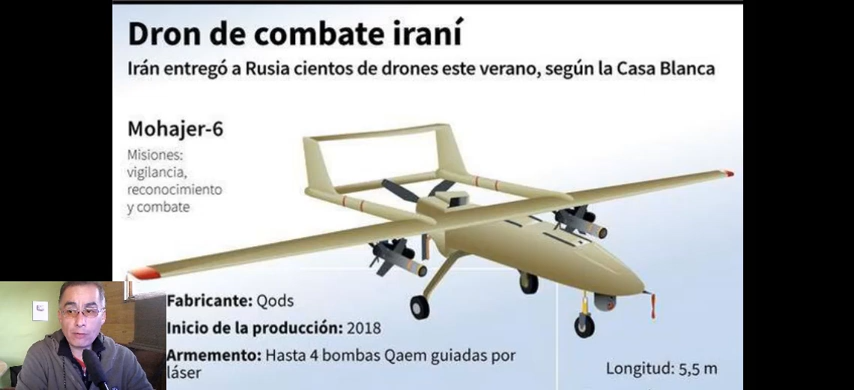 Dron de combate iraní
Irán entregó a Rusia cientos de drones este verano, según la Casa Blanca
Mohajer-6
Misiones:
vigilancia,
reconocimiento
y combate
Fabricante: Qods
Inicio de la producción: 2018
Armemento: Hasta 4 bombas Qaem guiadas por
láser
Longitud: 5,5 m